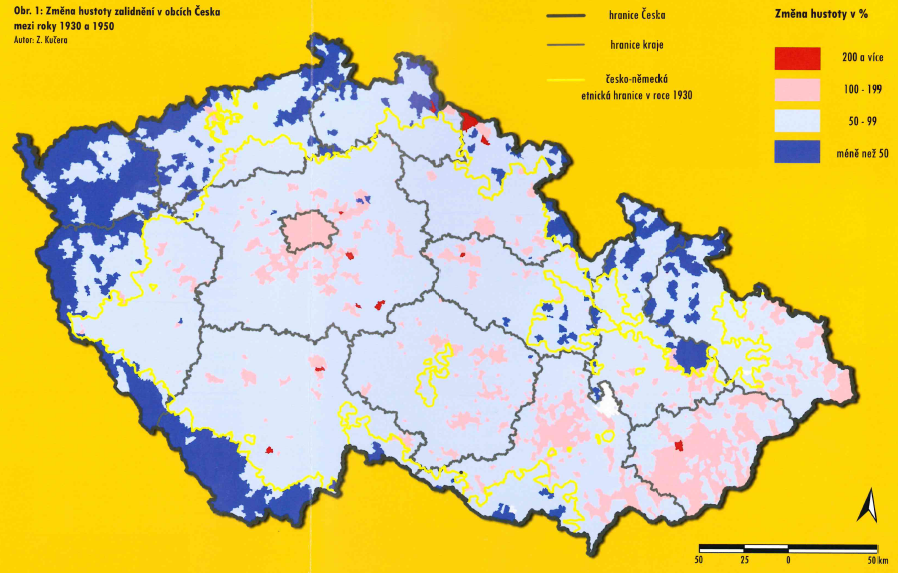 Obr. 1: Změna hustoty zalidnění v obcích Česka
mezi roky 1930 a 1950
Autor: Z. Kučera
hranice Česka
hranice kraje
česko-německá
etnická hranice v roce 1930
Změna hustoty v %
200 a více
100 - 199
50 - 99
méně než 50
50 25 0 50 km